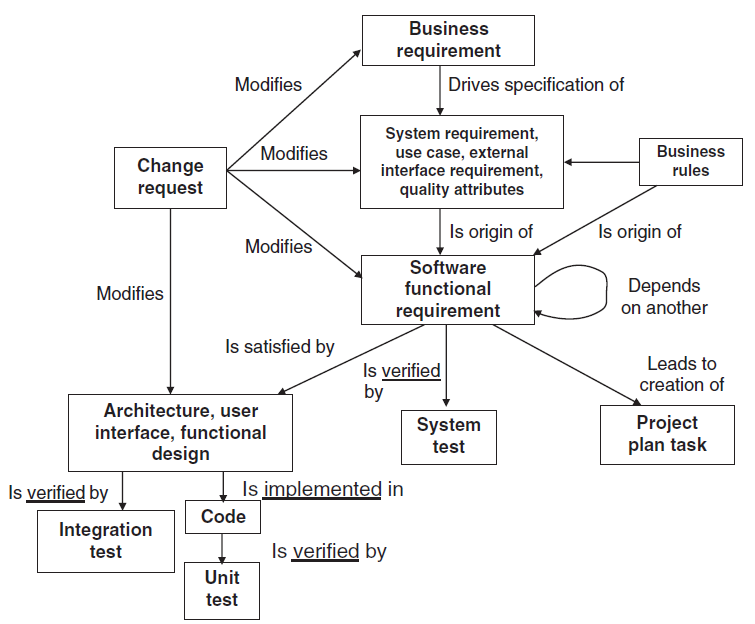 Business
requirement
Modifies
Drives specification of
System requirement,
use case, external
interface requirement,
quality attributes
Business
rules
Change
request
Modifies
Is origin of
Is origin of
Modifies
Software
functional
requirement
Depends
on another
Modifies
Is satisfied by
Is verified
by
Leads to
creation of
Architecture, user
interface, functional
design
System
test
Project
plan task
Is verified by
Is implemented in
Integration
test
Code
Is verified by
Unit
test